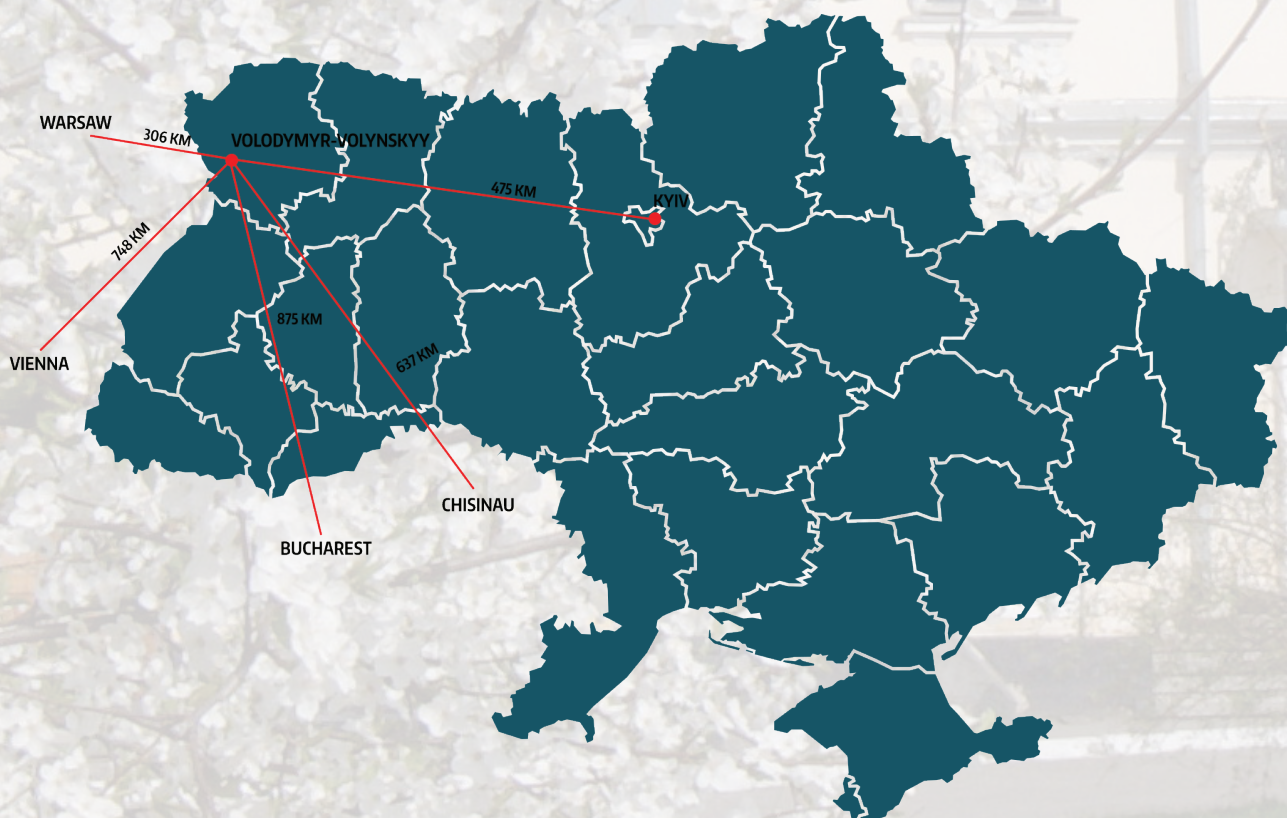 WARSAW
306 KM
VOLODYMYR-VOLYNSKYY
475 KM
KYIV
748 KM
875 KM
637 KM
VIENNA
CHISINAU
BUCHAREST